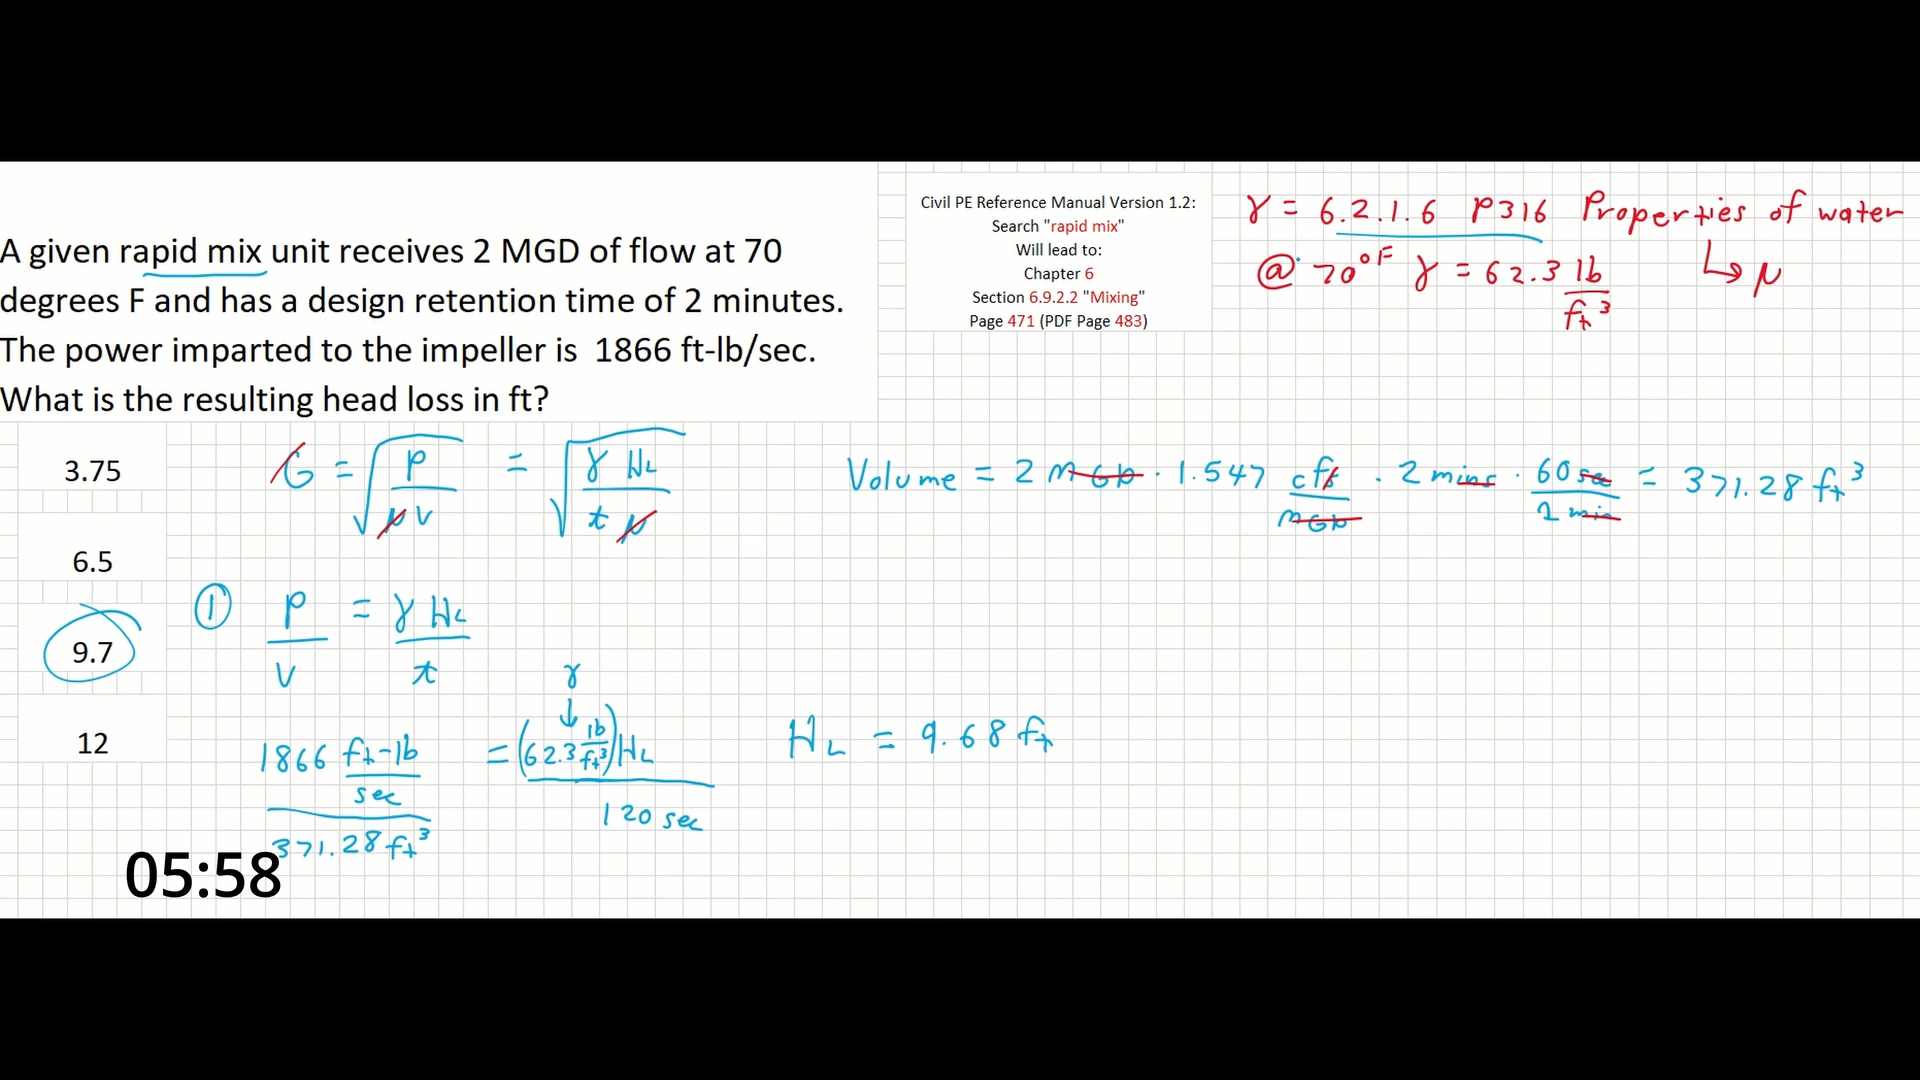 A given rapid mix unit receives 2 MGD of flow at 70
degrees F and has a design retention time of 2 minutes.
The power imparted to the impeller is 1866 ft-lb/sec.
What is the resulting head loss in ft?
Civil PE Reference Manual Version 1.2:
Search "rapid mix"
Will lead to:
Chapter 6
Section 6.9.2.2 "Mixing"
Page 471 (PDF Page 483)
γ = 6.2.1.6 P316 Properties of water
@ 70°F γ = 62.3 lb/ft³ ↳ μ
3.75
6.5
9.7
12
G = √(P/μV) = √(γ HL/t μ)
Volume = 2 MGD · 1.547 cfs/MGD · 2 mins · 60 sec/1 min = 371.28 ft³
① P/V = γ HL/t
γ
↓
1866 ft-lb/sec / 371.28 ft³ = (62.3 lb/ft³) HL / 120 sec
HL = 9.68 ft
05:58